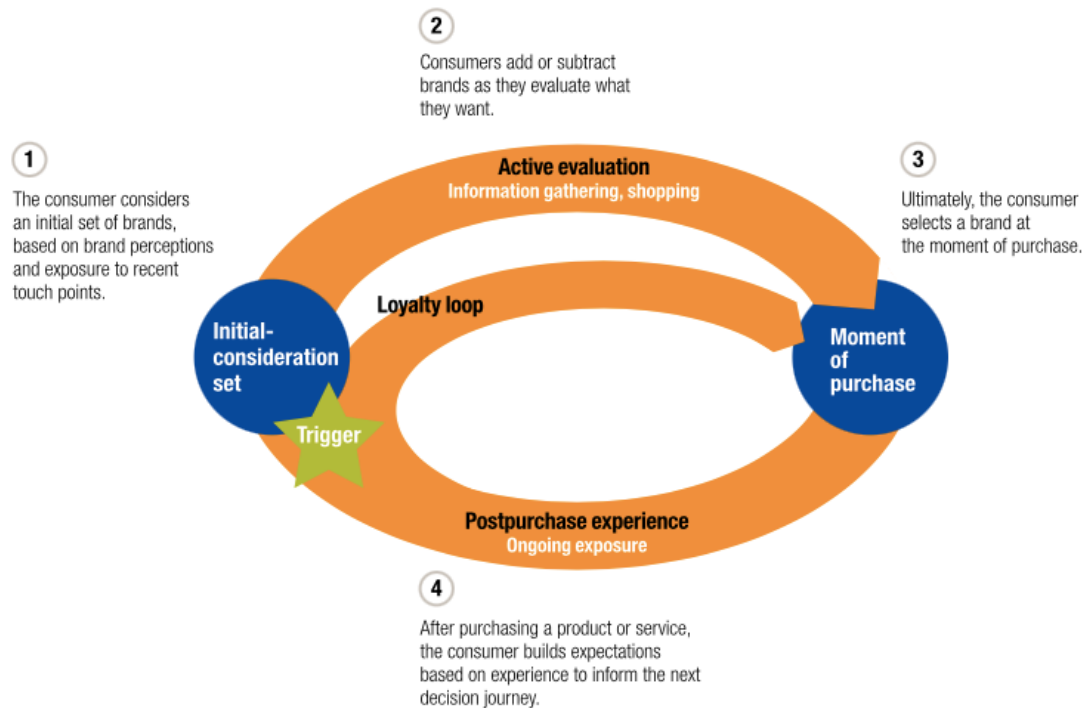 2
Consumers add or subtract
brands as they evaluate what
they want.
1
The consumer considers
an initial set of brands,
based on brand perceptions
and exposure to recent
touch points.
Active evaluation
Information gathering, shopping
3
Ultimately, the consumer
selects a brand at
the moment of purchase.
Loyalty loop
Initial-
consideration
set
Trigger
Moment
of
purchase
Postpurchase experience
Ongoing exposure
4
After purchasing a product or service,
the consumer builds expectations
based on experience to inform the next
decision journey.